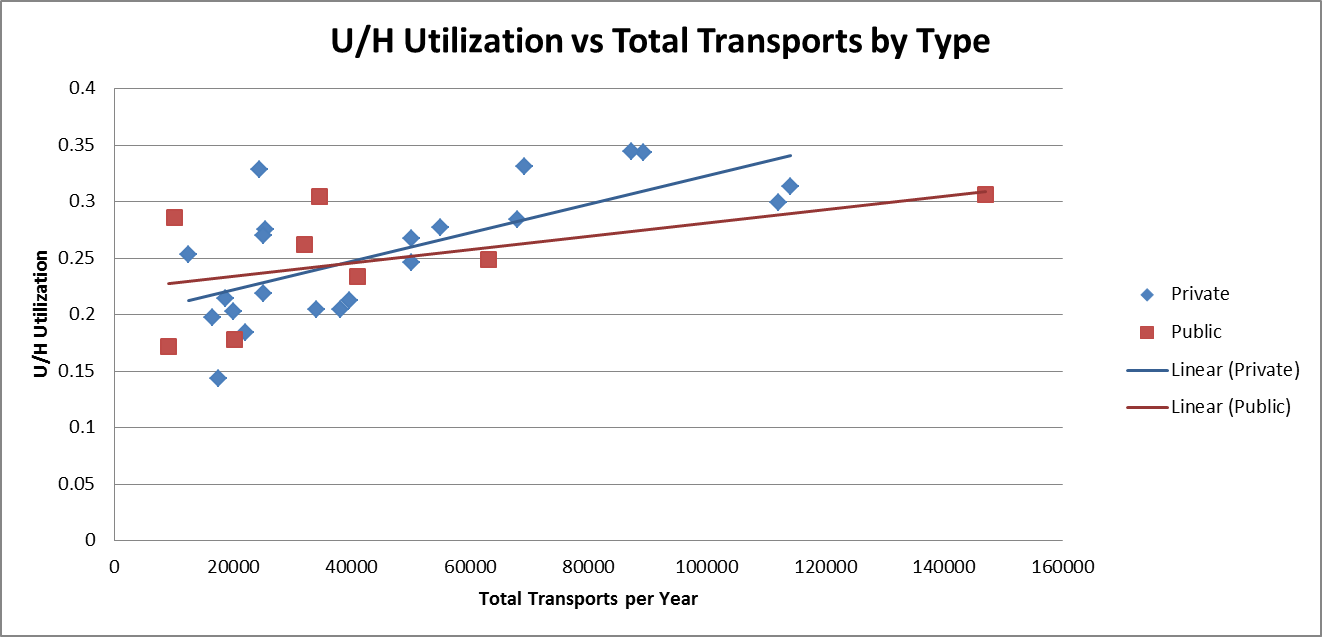 U/H Utilization vs Total Transports by Type
0.4
0.35
0.3
0.25
0.2
0.15
0.1
0.05
0
U/H Utilization
0 20000 40000 60000 80000 100000 120000 140000 160000
Total Transports per Year
Private
Public
Linear (Private)
Linear (Public)